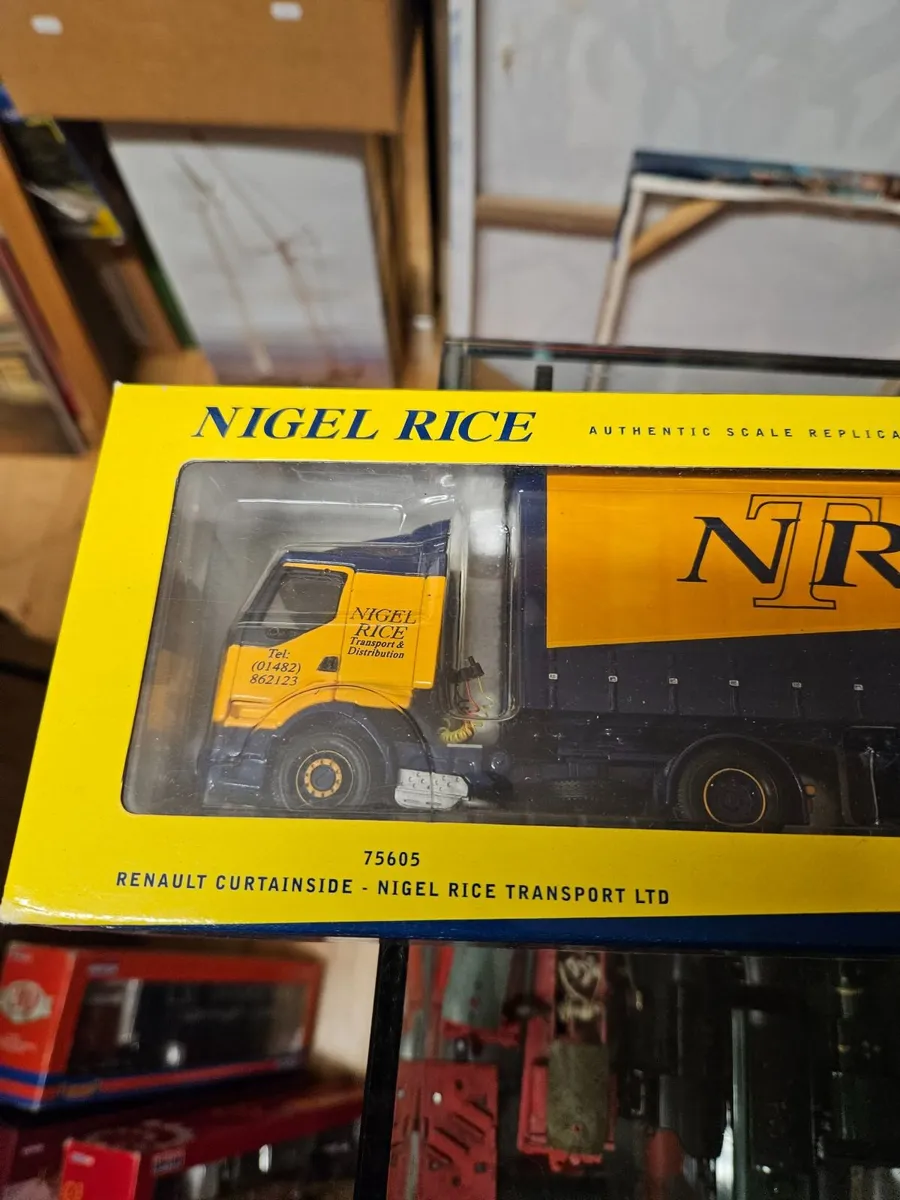 NIGEL RICE
AUTHENTIC SCALE REPLICA
NTR
NIGEL
RICE
Transport &
Distribution
Tel:
(01482)
862123
75605
RENAULT CURTAINSIDE - NIGEL RICE TRANSPORT LTD